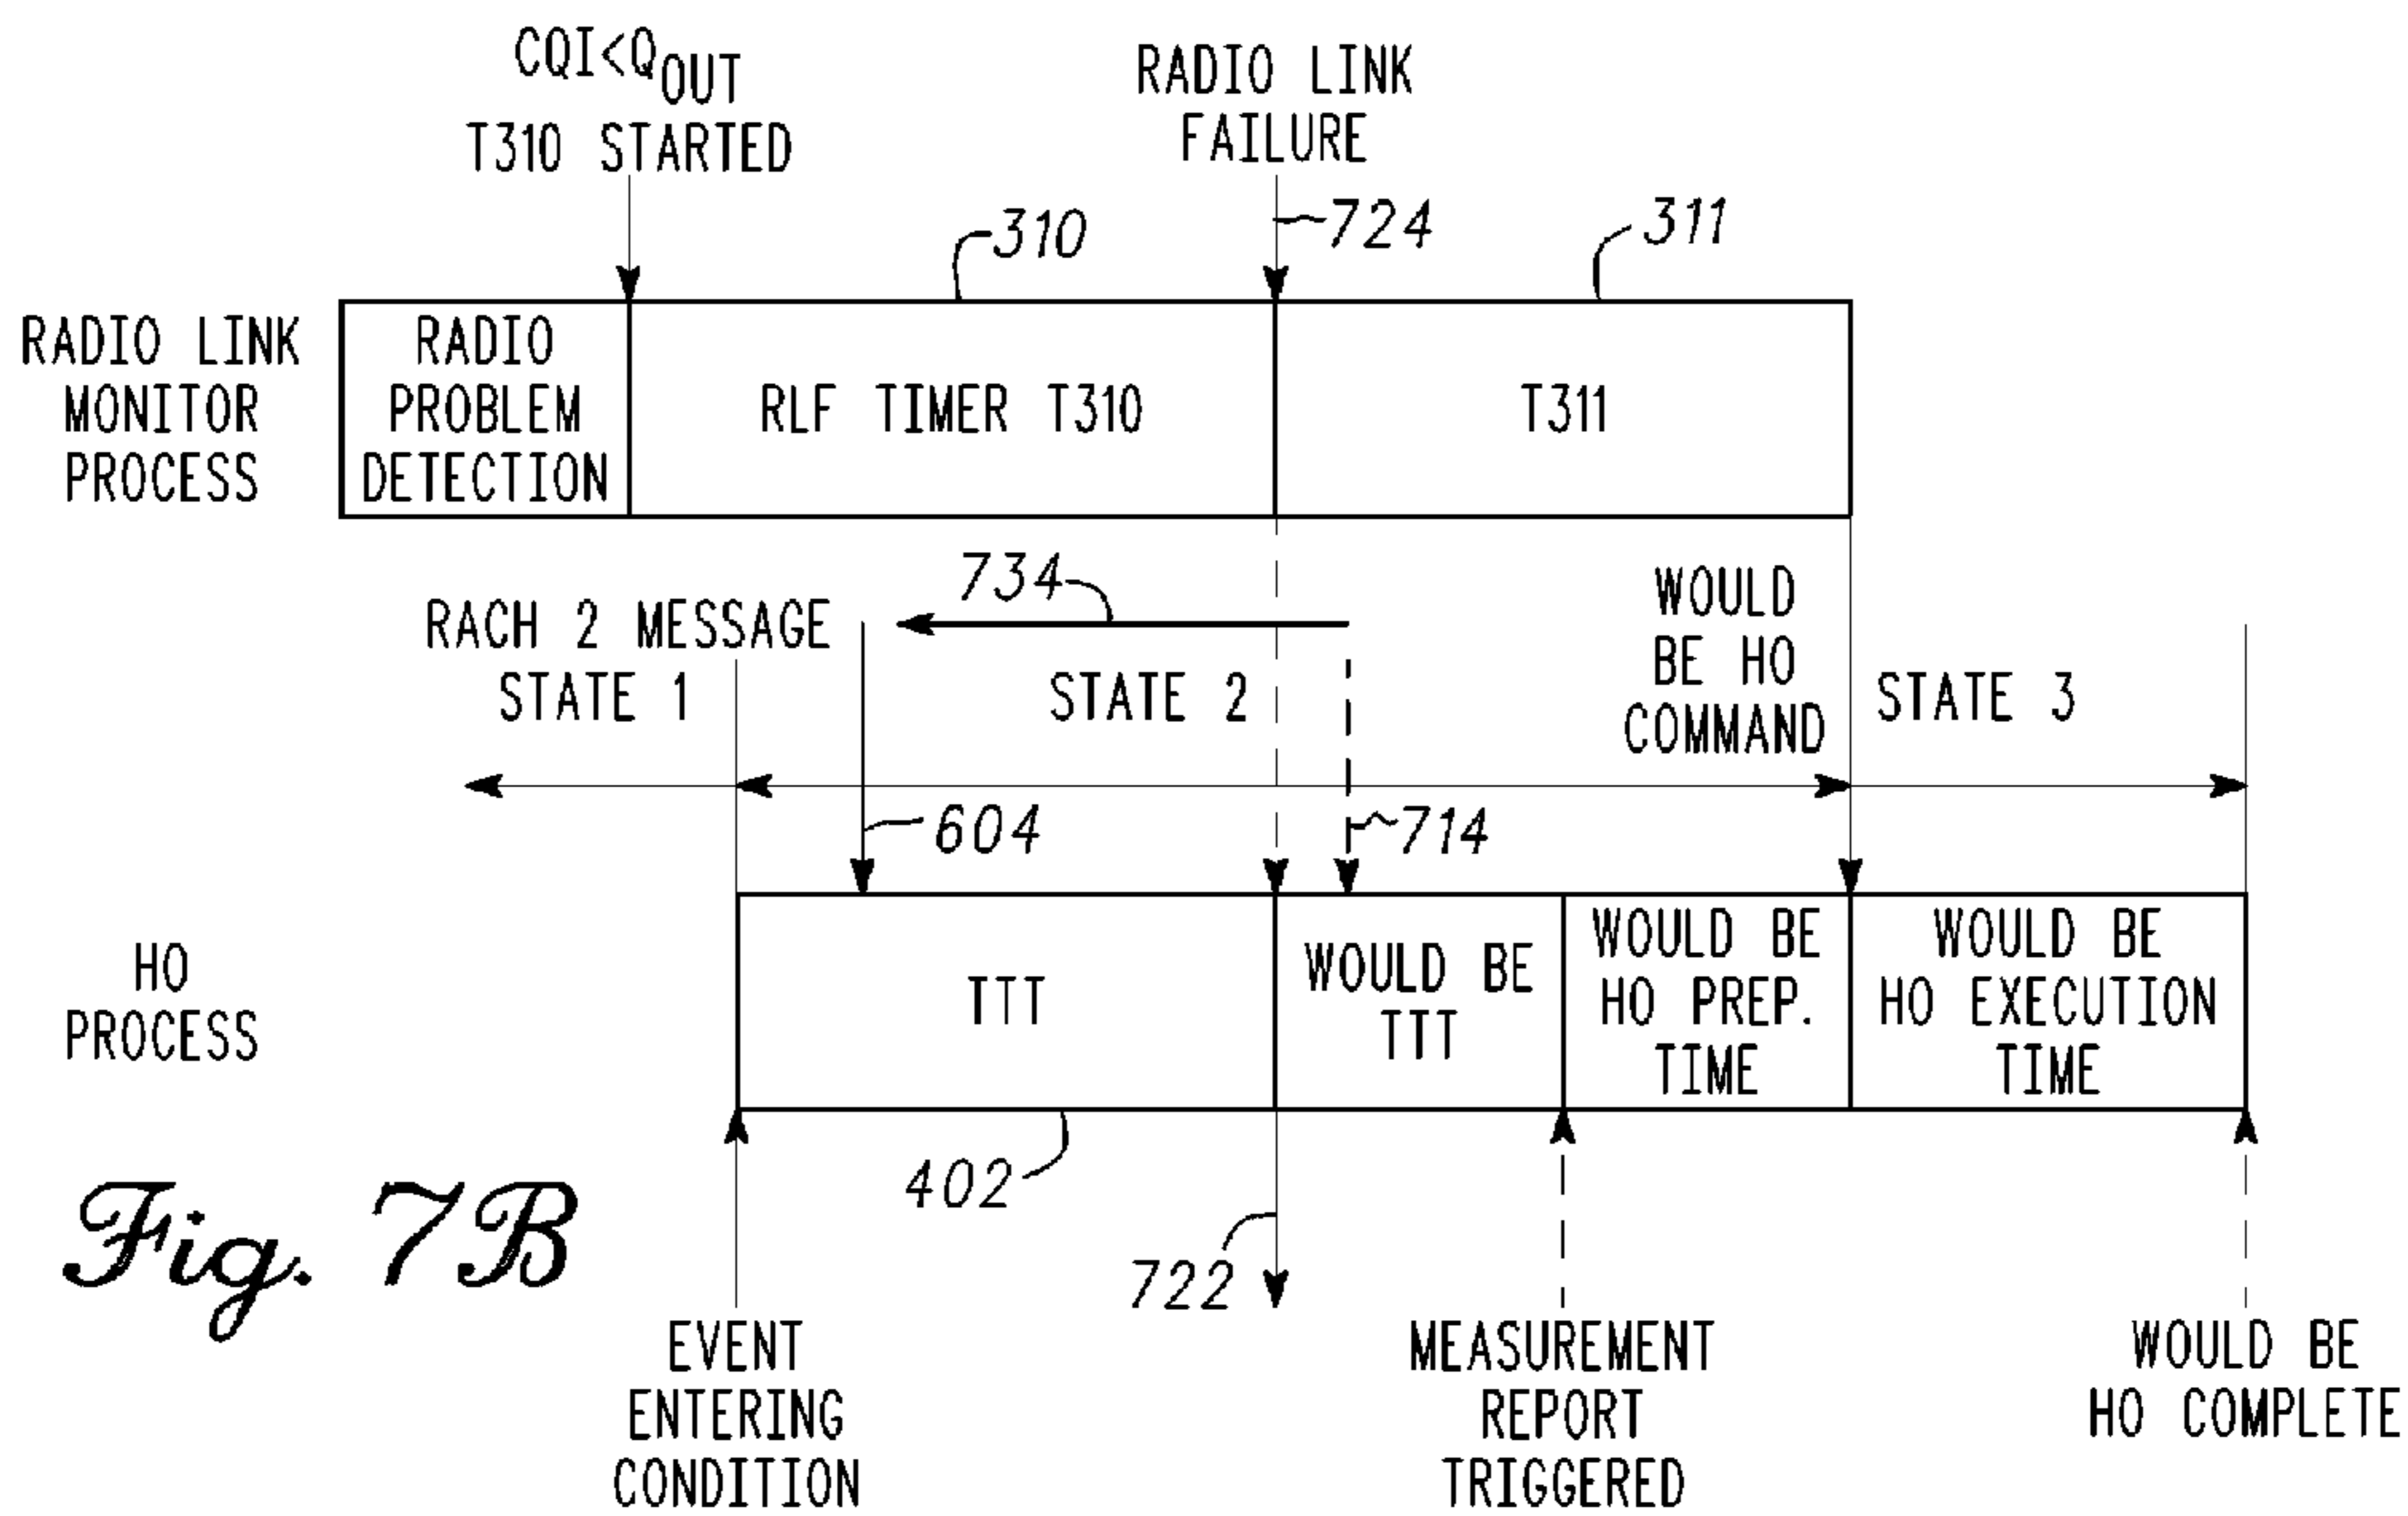 CQI<QOUT
T310 STARTED
RADIO LINK
FAILURE
310
724
311
RADIO LINK
MONITOR
PROCESS
RADIO
PROBLEM
DETECTION
RLF TIMER T310
T311
734
RACH 2 MESSAGE
STATE 1
STATE 2
WOULD
BE HO
COMMAND
STATE 3
604
714
HO
PROCESS
TTT
WOULD BE
TTT
WOULD BE
HO PREP.
TIME
WOULD BE
HO EXECUTION
TIME
402
722
Fig. 7B
EVENT
ENTERING
CONDITION
MEASUREMENT
REPORT
TRIGGERED
WOULD BE
HO COMPLETE